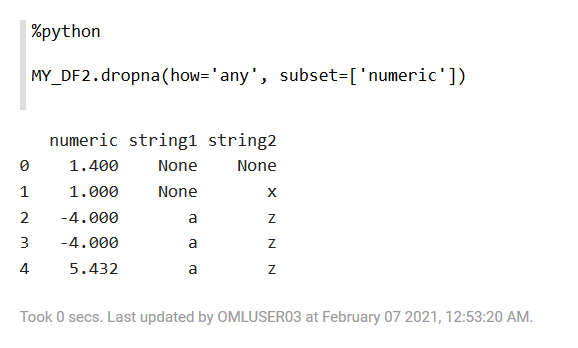 %python
MY_DF2.dropna(how='any', subset=['numeric'])
numeric string1 string2
0 1.400 None None
1 1.000 None x
2 -4.000 a z
3 -4.000 a z
4 5.432 a z
Took 0 secs. Last updated by OMLUSER03 at February 07 2021, 12:53:20 AM.